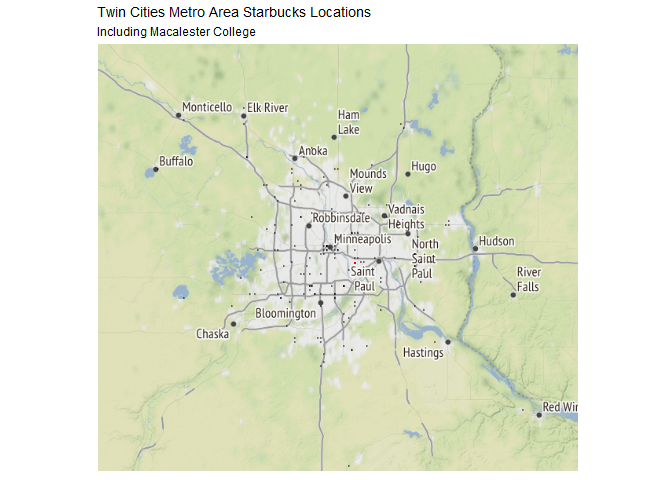 Twin Cities Metro Area Starbucks Locations
Including Macalester College
Monticello
Elk River
Ham
Lake
Anoka
Buffalo
Mounds
View
Hugo
Robbinsdale
Vadnais
Heights
Minneapolis
North
Saint
Paul
Hudson
Saint
Paul
River
Falls
Bloomington
Chaska
Hastings
Red Win